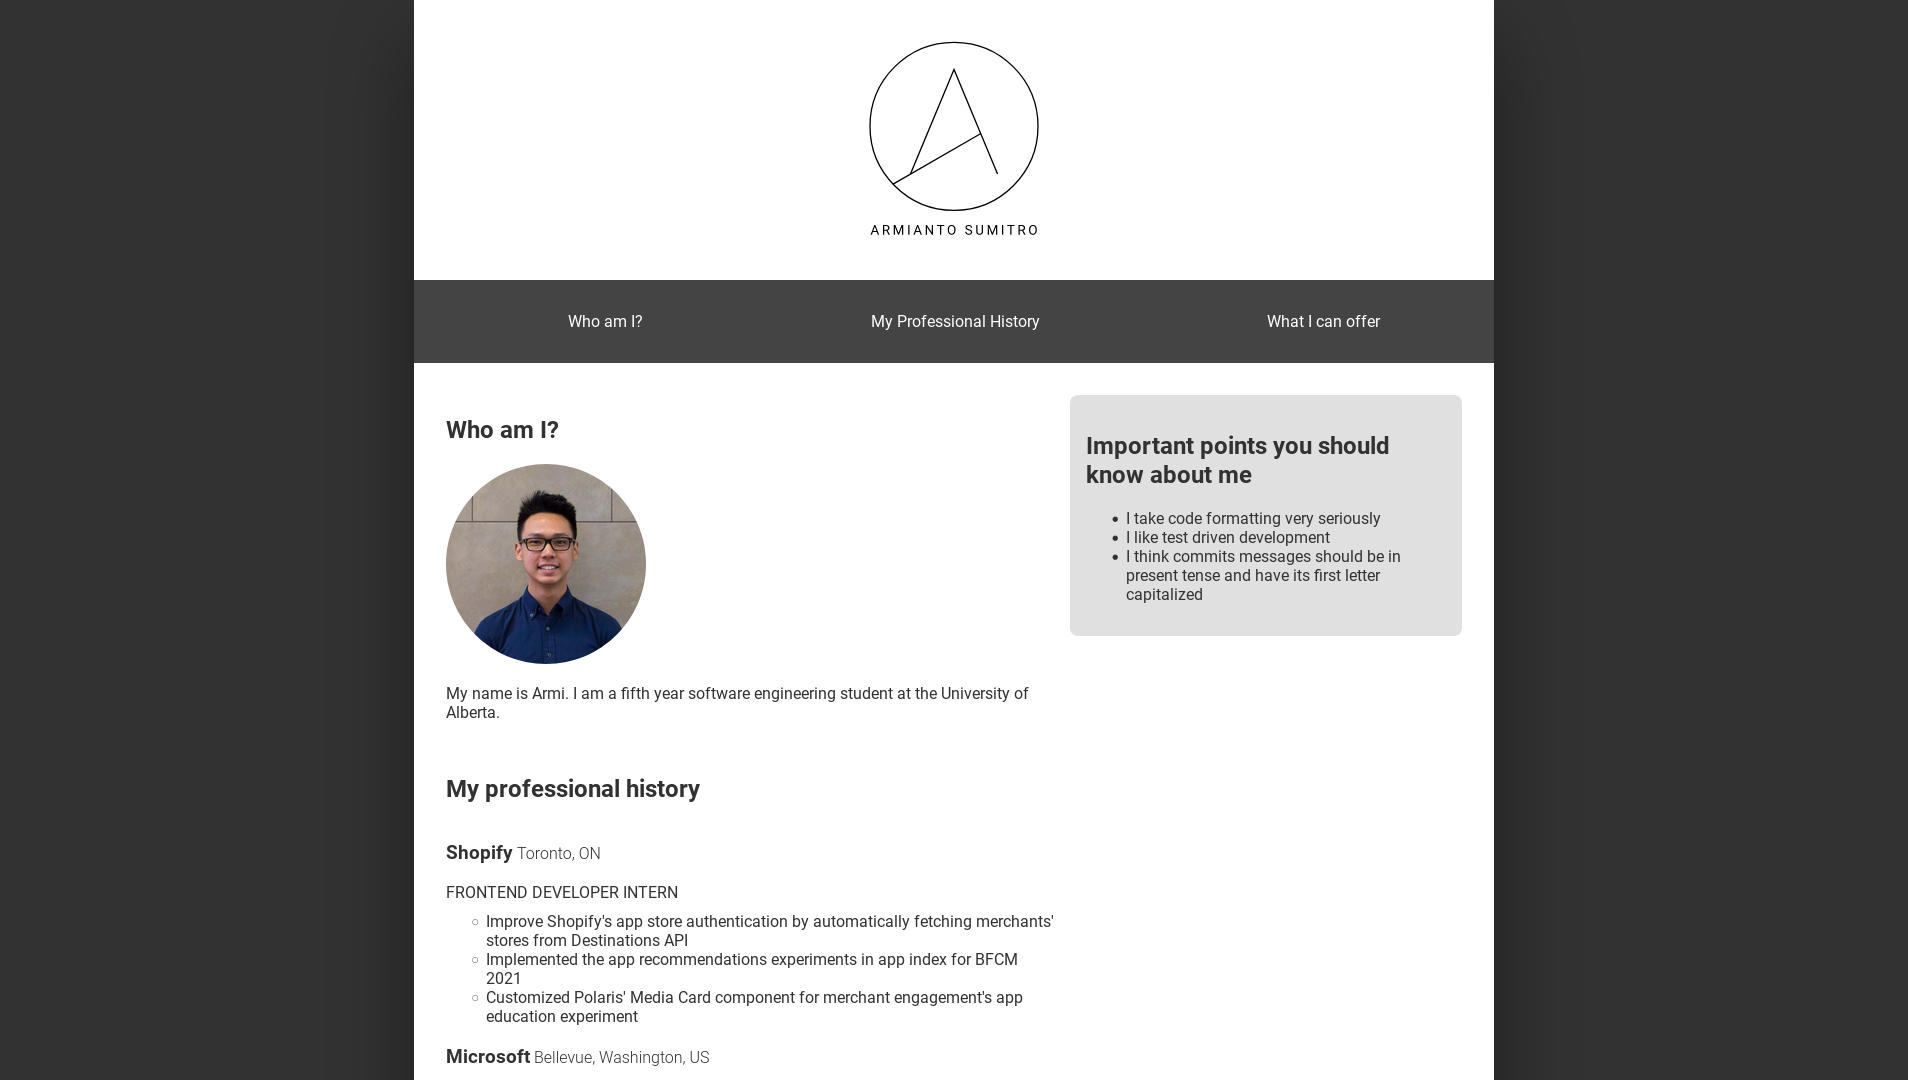 ARMIANTO SUMITRO
Who am I?
My Professional History
What I can offer
Who am I?
My name is Armi. I am a fifth year software engineering student at the University of
Alberta.
My professional history
Shopify Toronto, ON
FRONTEND DEVELOPER INTERN
Improve Shopify's app store authentication by automatically fetching merchants'
stores from Destinations API
Implemented the app recommendations experiments in app index for BFCM
2021
Customized Polaris' Media Card component for merchant engagement's app
education experiment
Microsoft Bellevue, Washington, US
Important points you should
know about me
I take code formatting very seriously
I like test driven development
I think commits messages should be in
present tense and have its first letter
capitalized